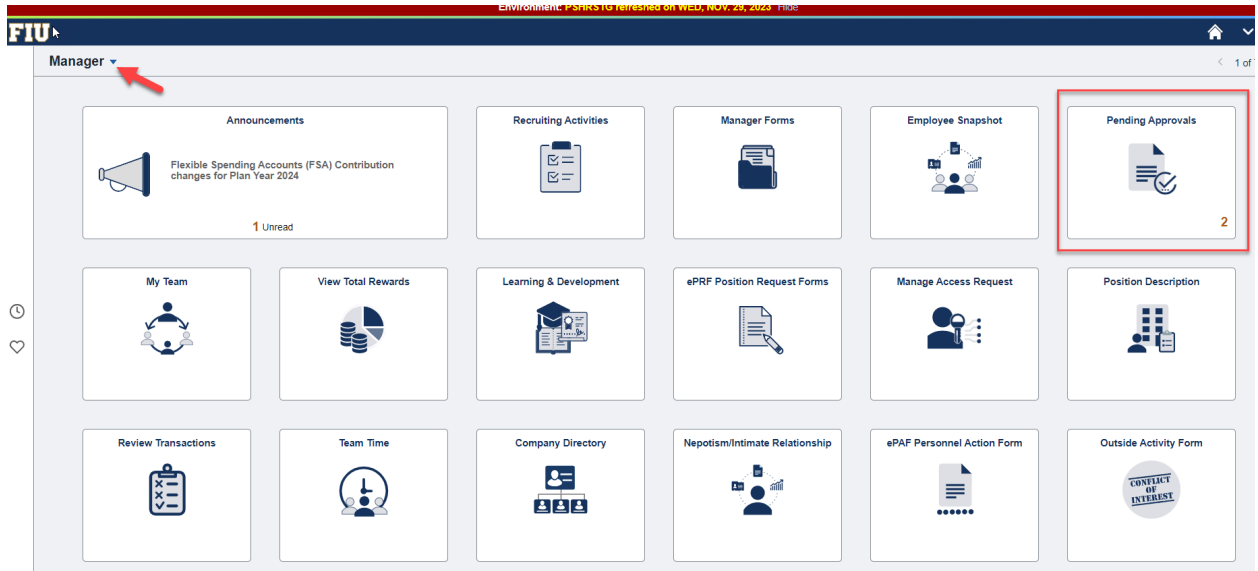 Environment: PSHRSTG refreshed on WED, NOV. 29, 2023 Hide
FIU
Manager
1 of
Announcements
Flexible Spending Accounts (FSA) Contribution
changes for Plan Year 2024
1 Unread
Recruiting Activities
Manager Forms
Employee Snapshot
Pending Approvals
2
My Team
View Total Rewards
Learning & Development
ePRF Position Request Forms
Manage Access Request
Position Description
Review Transactions
Team Time
Company Directory
Nepotism/Intimate Relationship
ePAF Personnel Action Form
Outside Activity Form
CONFLICT
OF
INTEREST